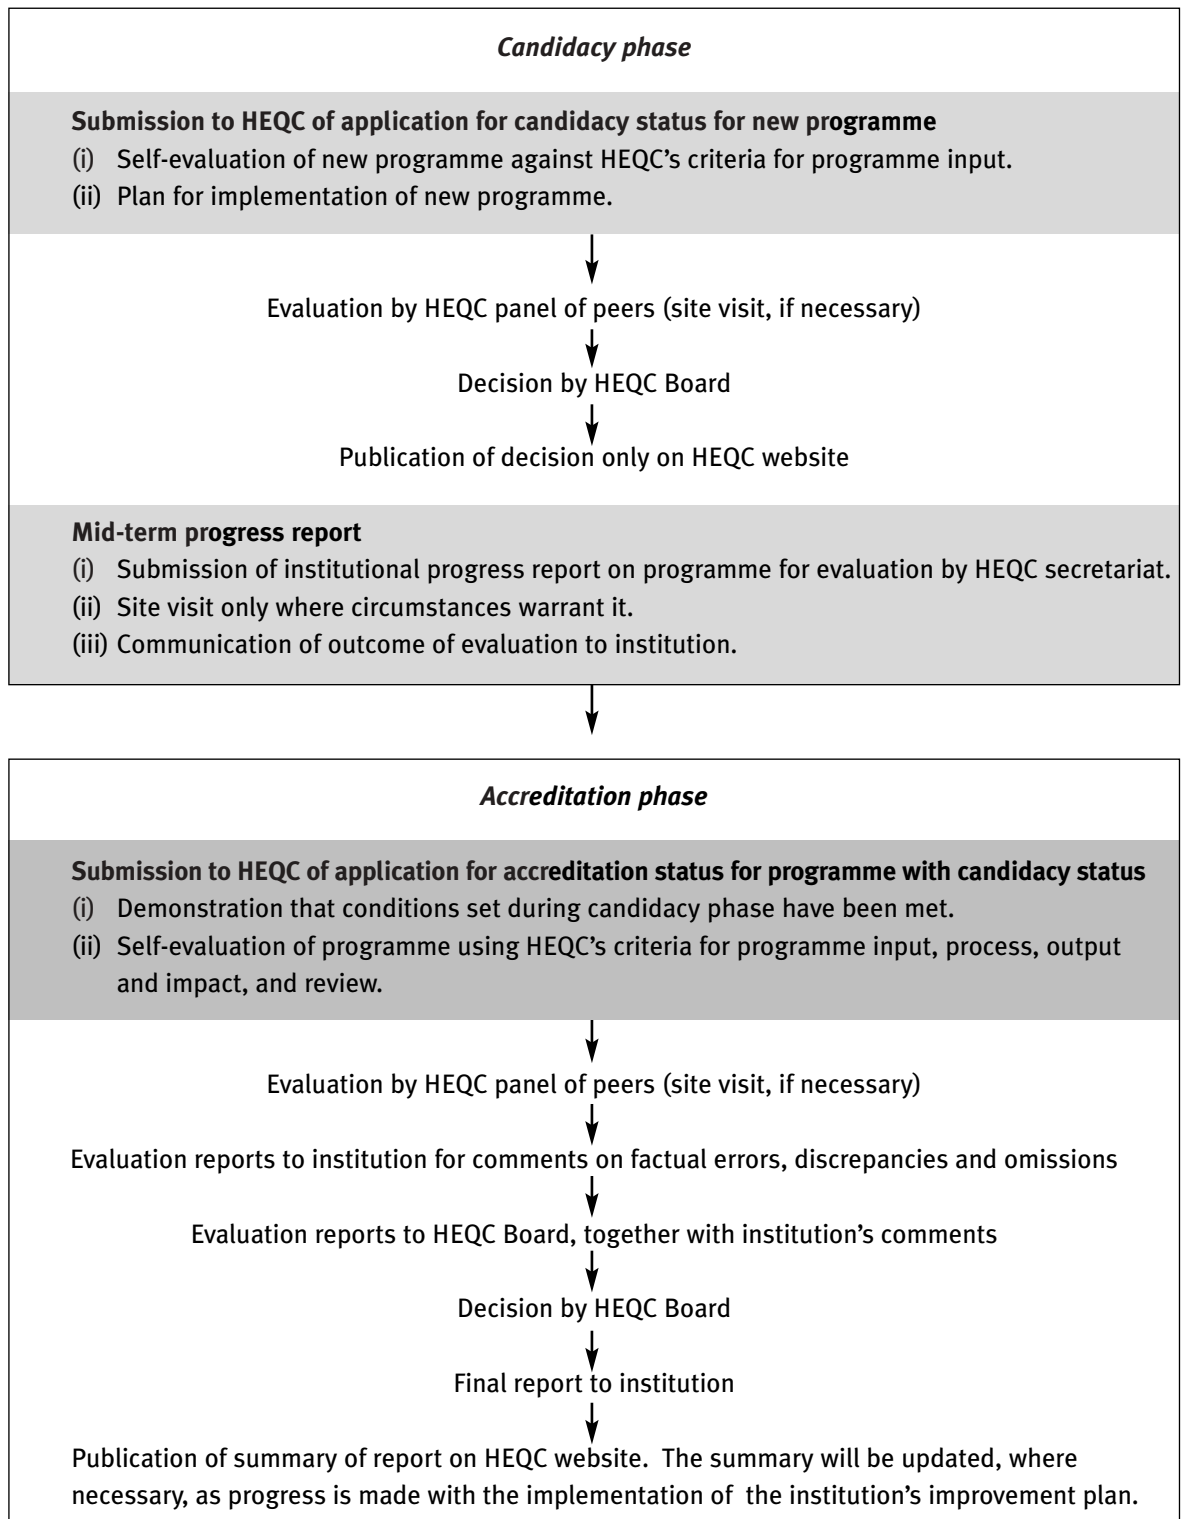 Candidacy phase
Submission to HEQC of application for candidacy status for new programme
(i) Self-evaluation of new programme against HEQC’s criteria for programme input.
(ii) Plan for implementation of new programme.
Evaluation by HEQC panel of peers (site visit, if necessary)
Decision by HEQC Board
Publication of decision only on HEQC website
Mid-term progress report
(i) Submission of institutional progress report on programme for evaluation by HEQC secretariat.
(ii) Site visit only where circumstances warrant it.
(iii) Communication of outcome of evaluation to institution.
Accreditation phase
Submission to HEQC of application for accreditation status for programme with candidacy status
(i) Demonstration that conditions set during candidacy phase have been met.
(ii) Self-evaluation of programme using HEQC’s criteria for programme input, process, output
and impact, and review.
Evaluation by HEQC panel of peers (site visit, if necessary)
Evaluation reports to institution for comments on factual errors, discrepancies and omissions
Evaluation reports to HEQC Board, together with institution’s comments
Decision by HEQC Board
Final report to institution
Publication of summary of report on HEQC website. The summary will be updated, where
necessary, as progress is made with the implementation of the institution’s improvement plan.